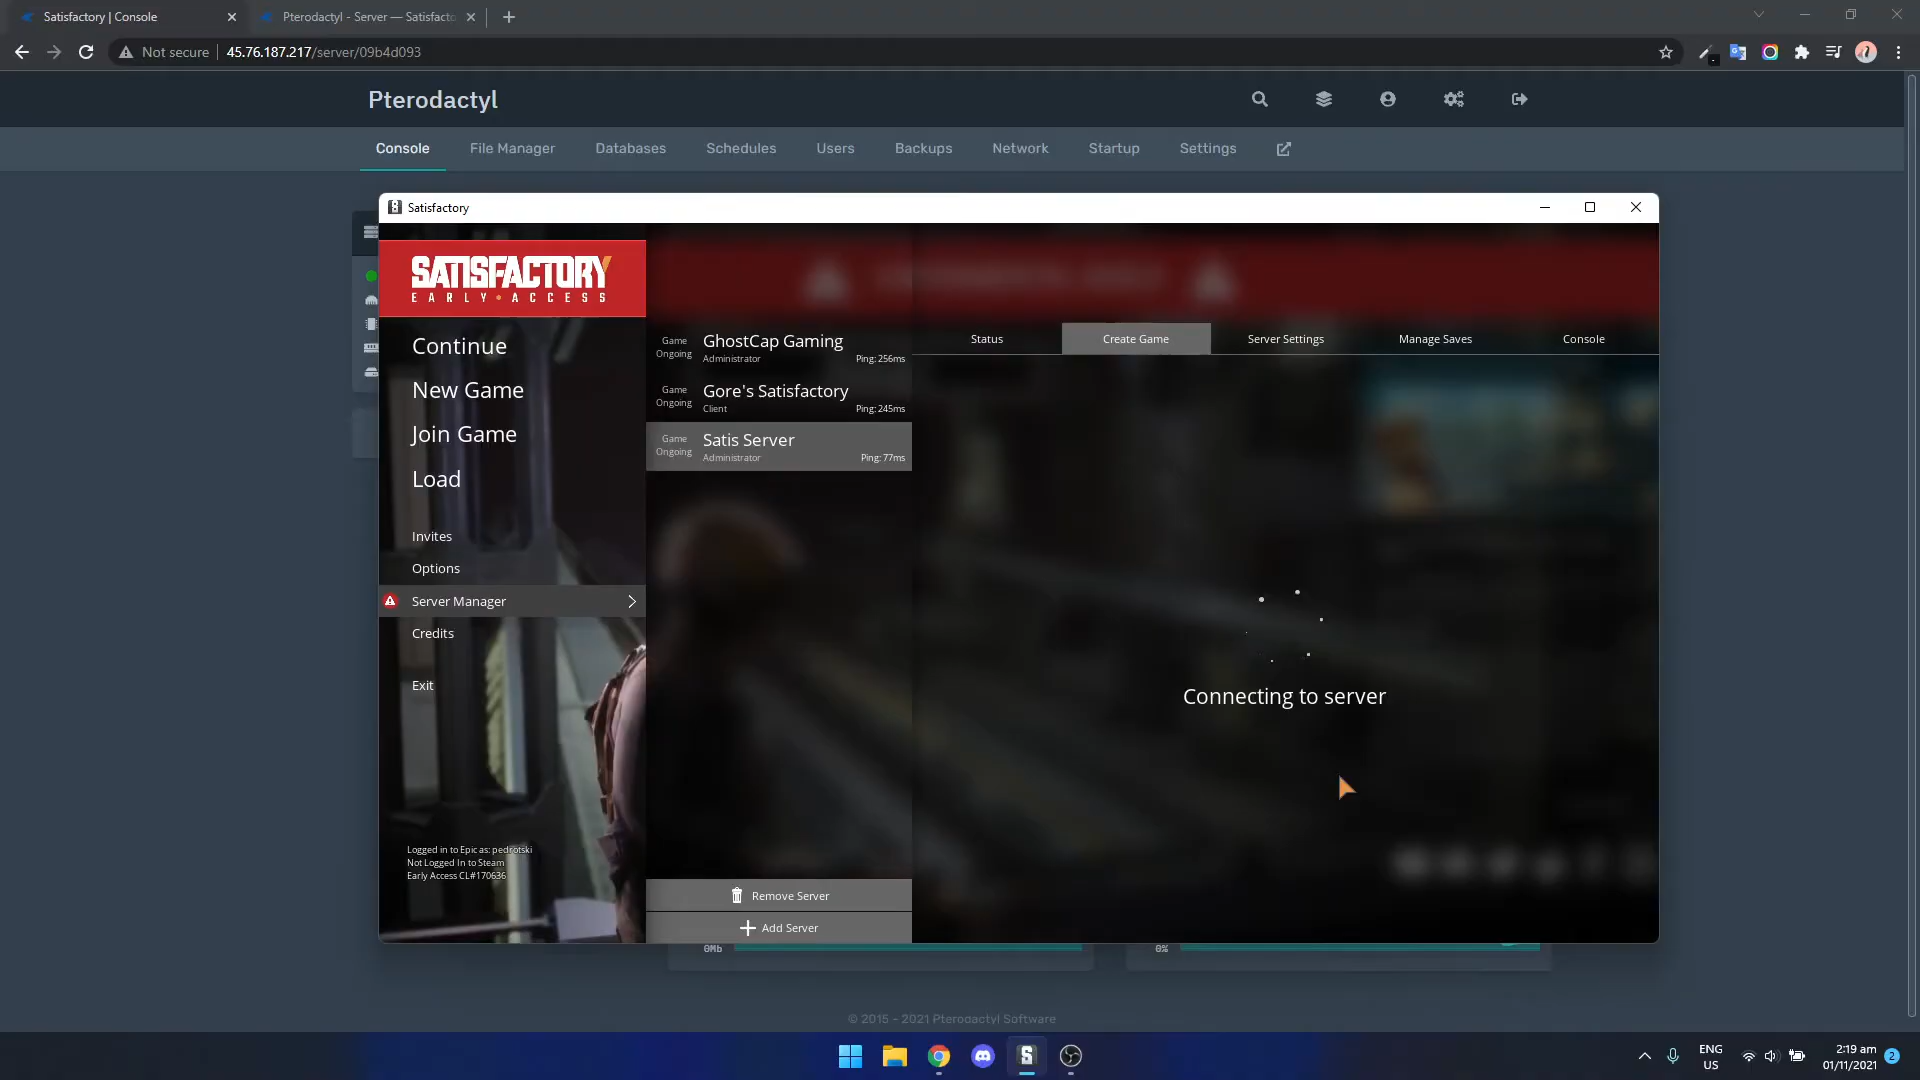 Satisfactory | Console
Pterodactyl - Server — Satisfacto
Not secure
45.76.187.217/server/09b4d093
Pterodactyl
Console
File Manager
Databases
Schedules
Users
Backups
Network
Startup
Settings
Satisfactory
SATISFACTORY
EARLY ACCESS
Continue
New Game
Join Game
Load
Invites
Options
Server Manager
Credits
Exit
Logged in to Epic as: pedrotski
Not Logged In to Steam
Early Access CL#170636
Game Ongoing
GhostCap Gaming
Administrator
Ping: 256ms
Game Ongoing
Gore's Satisfactory
Client
Ping: 245ms
Game Ongoing
Satis Server
Administrator
Ping: 77ms
Remove Server
Add Server
Status
Create Game
Server Settings
Manage Saves
Console
Connecting to server
0Mb
0%
© 2015 - 2021 Pterodactyl Software
ENG
US
2:19 am
01/11/2021
2